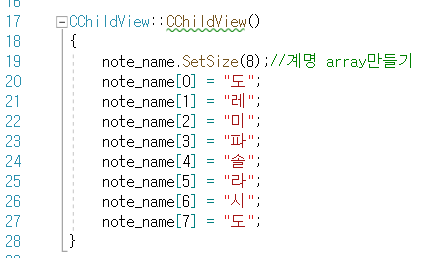 17 CChildView::CChildView()
18 {
19 note_name.SetSize(8);//계명 array만들기
20 note_name[0] = "도";
21 note_name[1] = "레";
22 note_name[2] = "미";
23 note_name[3] = "파";
24 note_name[4] = "솔";
25 note_name[5] = "라";
26 note_name[6] = "시";
27 note_name[7] = "도";
28 }